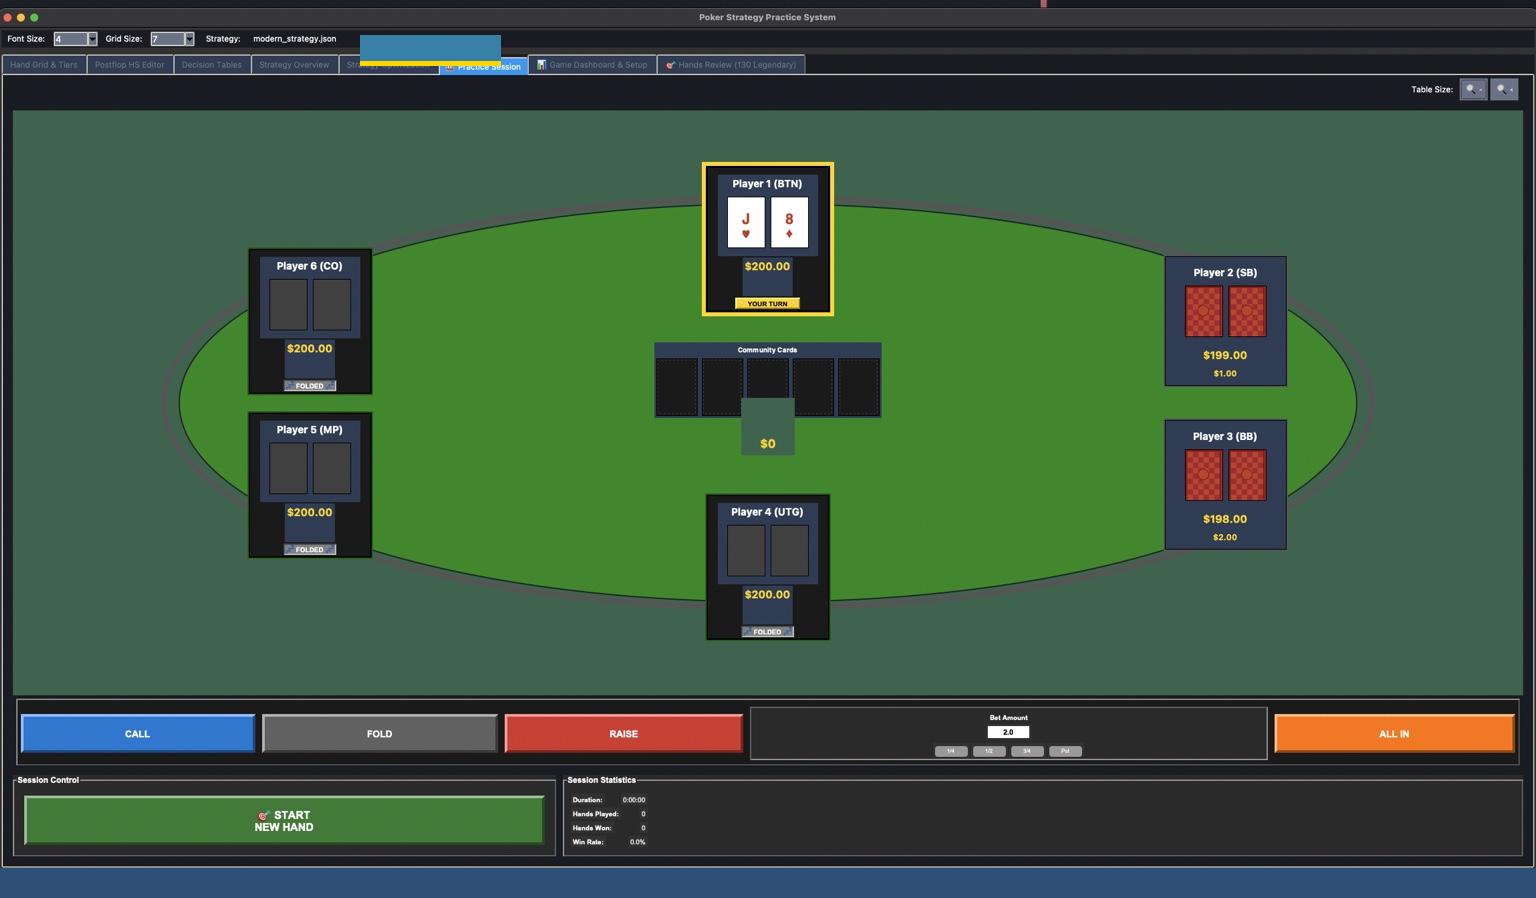 Poker Strategy Practice System
Font Size: 4 Grid Size: 7 Strategy: modern_strategy.json
Hand Grid & Tiers Postflop HS Editor Decision Tables Strategy Overview Practice Session Game Dashboard & Setup Hands Review (130 Legendary)
Table Size:
Player 1 (BTN)
J♥ 8♦
$200.00
YOUR TURN
Player 6 (CO)
$200.00
FOLDED
Player 2 (SB)
$199.00
$1.00
Community Cards
$0
Player 5 (MP)
$200.00
FOLDED
Player 3 (BB)
$198.00
$2.00
Player 4 (UTG)
$200.00
FOLDED
CALL FOLD RAISE
Bet Amount
2.0
1/4 1/2 3/4 Pot
ALL IN
Session Control
START
NEW HAND
Session Statistics
Duration: 0:00:00
Hands Played: 0
Hands Won: 0
Win Rate: 0.0%